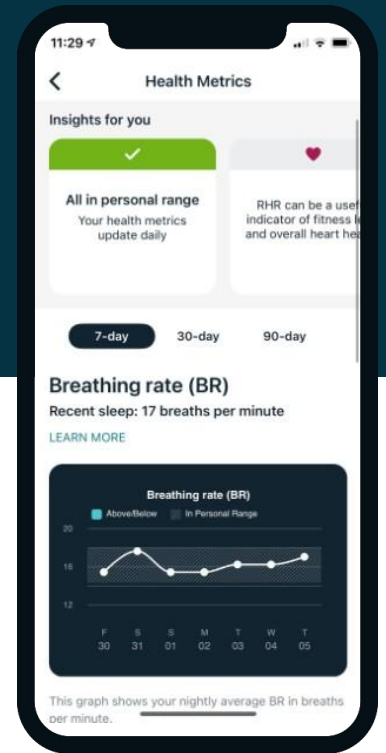 11:29
Health Metrics
Insights for you
All in personal range
Your health metrics
update daily
RHR can be a usef
indicator of fitness le
and overall heart hea
7-day 30-day 90-day
Breathing rate (BR)
Recent sleep: 17 breaths per minute
LEARN MORE
Breathing rate (BR)
Above/Below In Personal Range
20
16
12
F S S M T W T
30 31 01 02 03 04 05
This graph shows your nightly average BR in breaths
per minute.